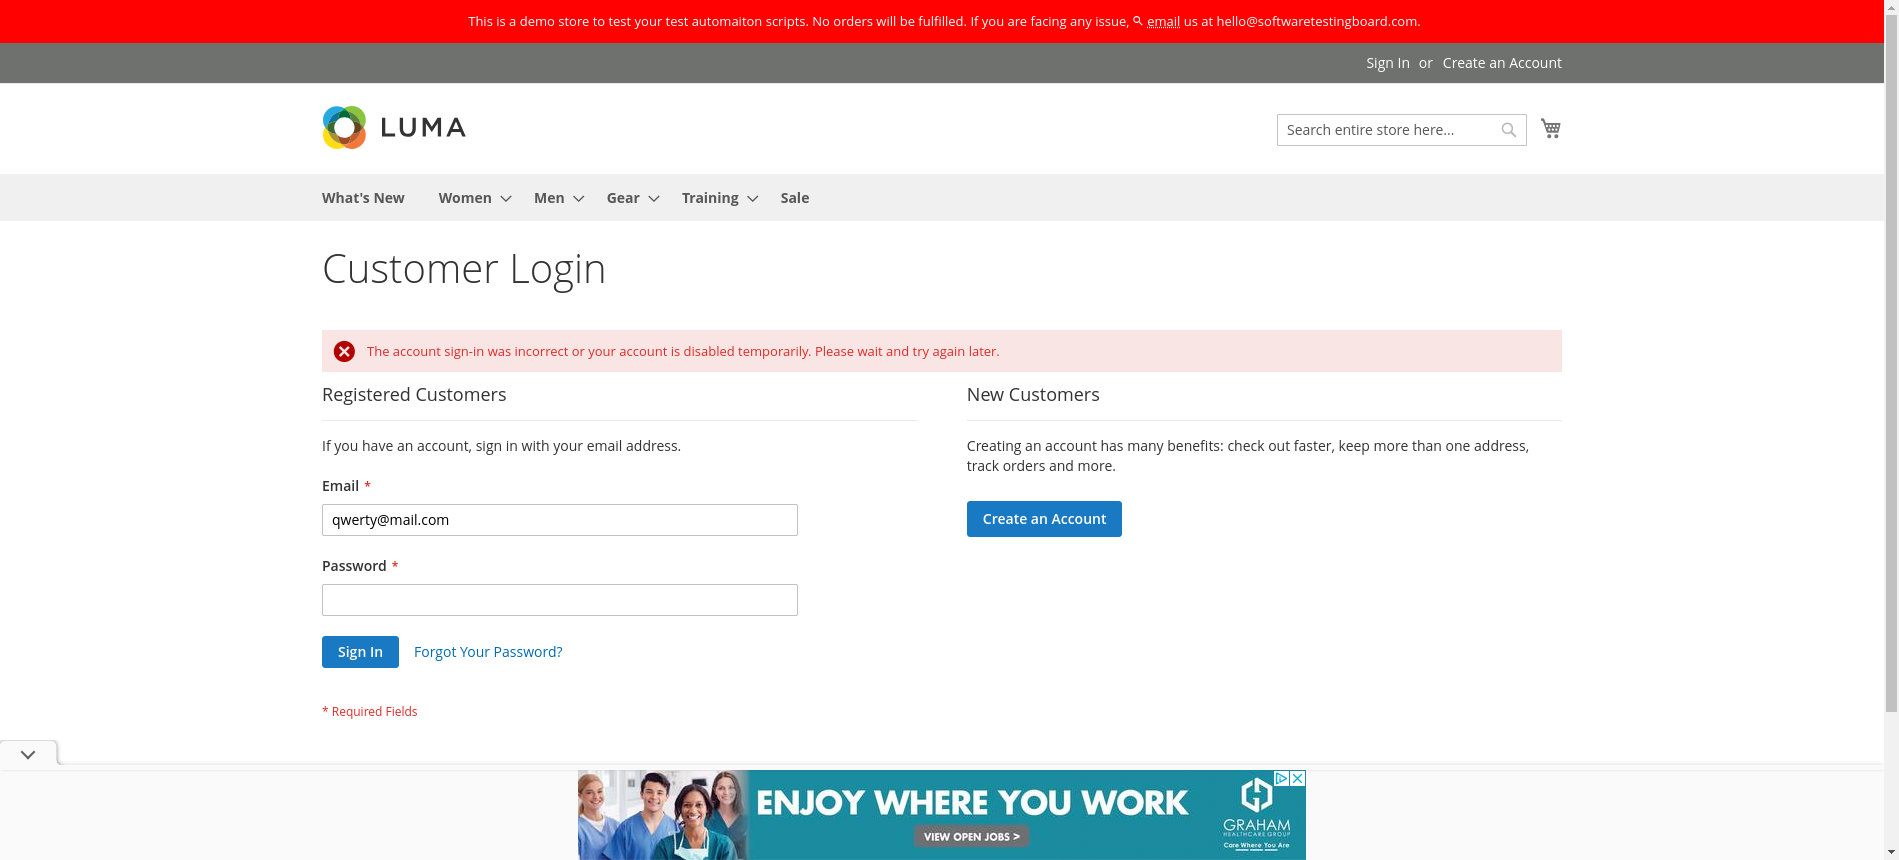 This is a demo store to test your test automaiton scripts. No orders will be fulfilled. If you are facing any issue, email us at hello@softwaretestingboard.com.
Sign In or Create an Account
LUMA
Search entire store here...
What's New Women Men Gear Training Sale
Customer Login
The account sign-in was incorrect or your account is disabled temporarily. Please wait and try again later.
Registered Customers
If you have an account, sign in with your email address.
Email *
qwerty@mail.com
Password *
Sign In Forgot Your Password?
* Required Fields
New Customers
Creating an account has many benefits: check out faster, keep more than one address,
track orders and more.
Create an Account
ENJOY WHERE YOU WORK
VIEW OPEN JOBS >
GRAHAM
HEALTHCARE GROUP
Care Where You Are